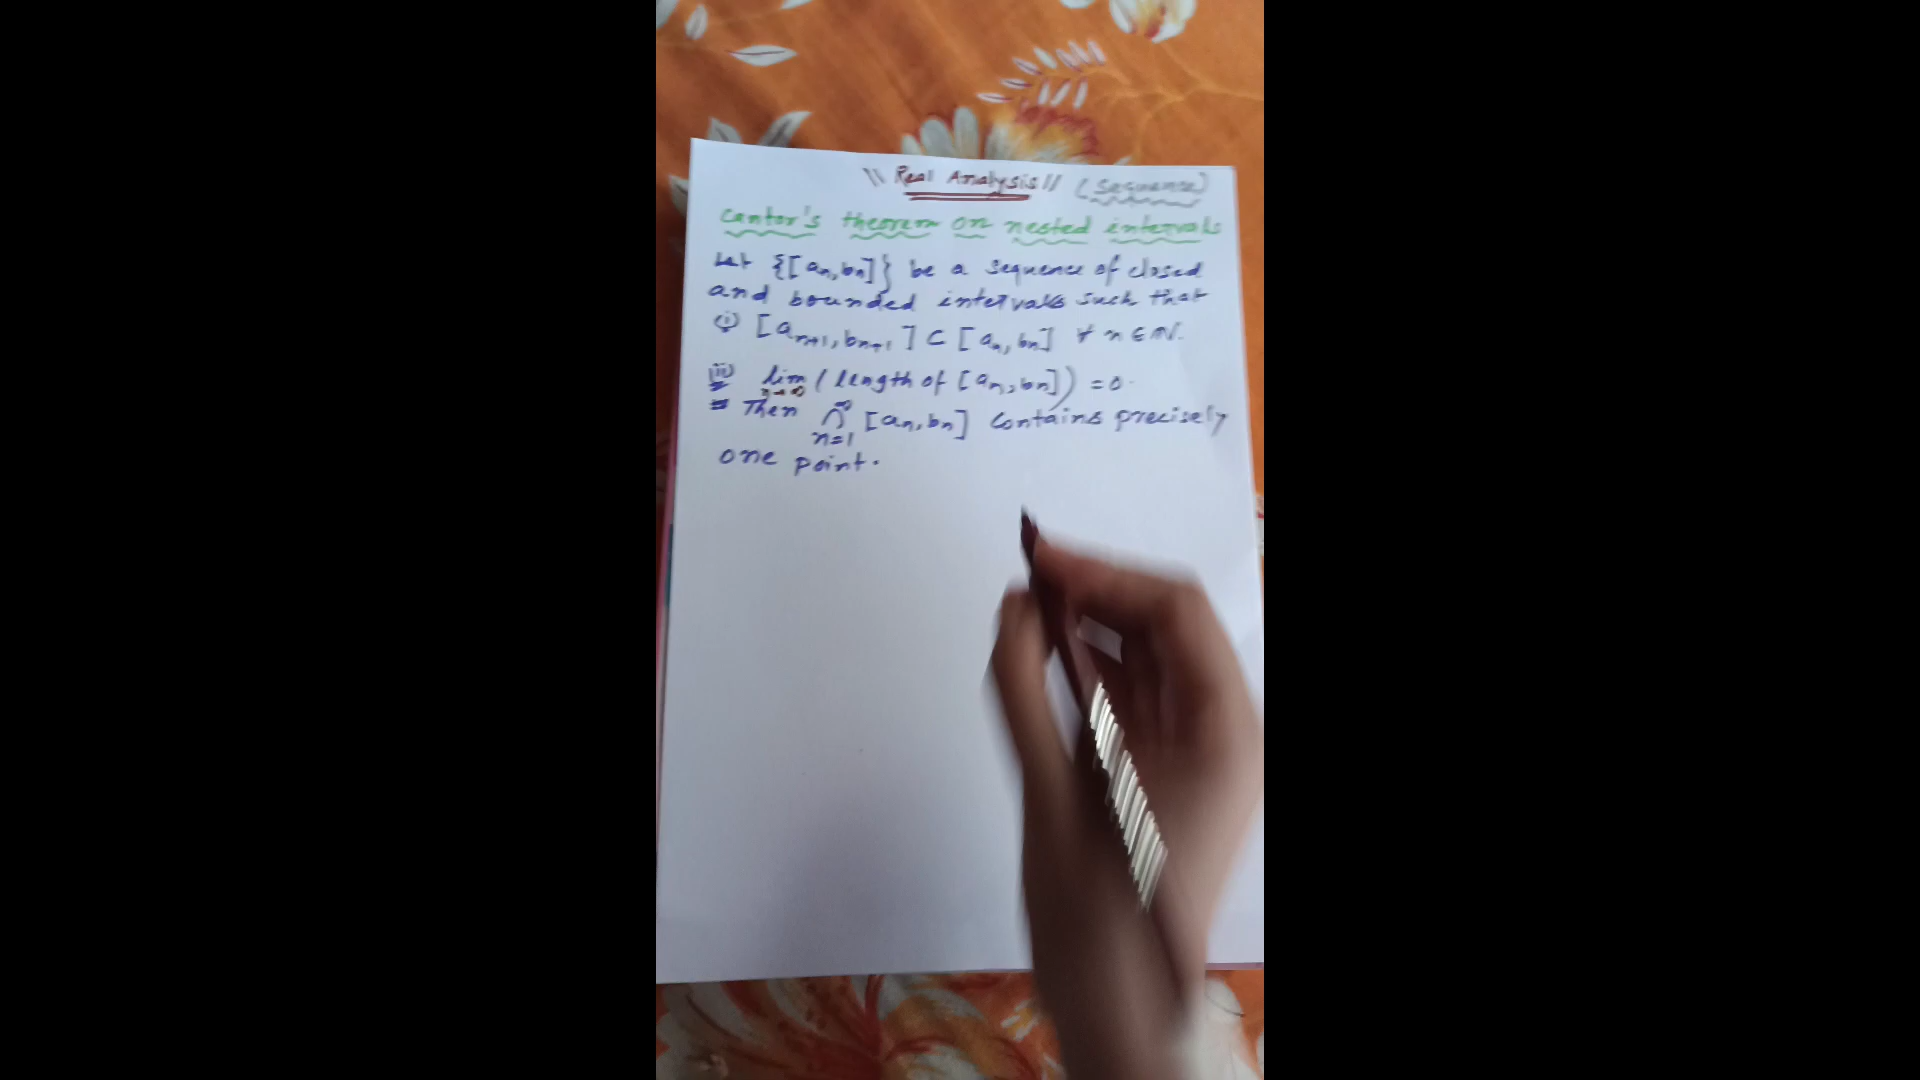 \\ Real Analysis // (Sequence)
Cantor's theorem on nested intervals
Let {[an, bn]} be a sequence of closed
and bounded intervals such that
(i) [an+1, bn+1] ⊂ [an, bn] ∀ n ∈ N.
(ii) lim n→∞ (length of [an, bn]) = 0.
Then ∞ ∩ n=1 [an, bn] contains precisely
one point.